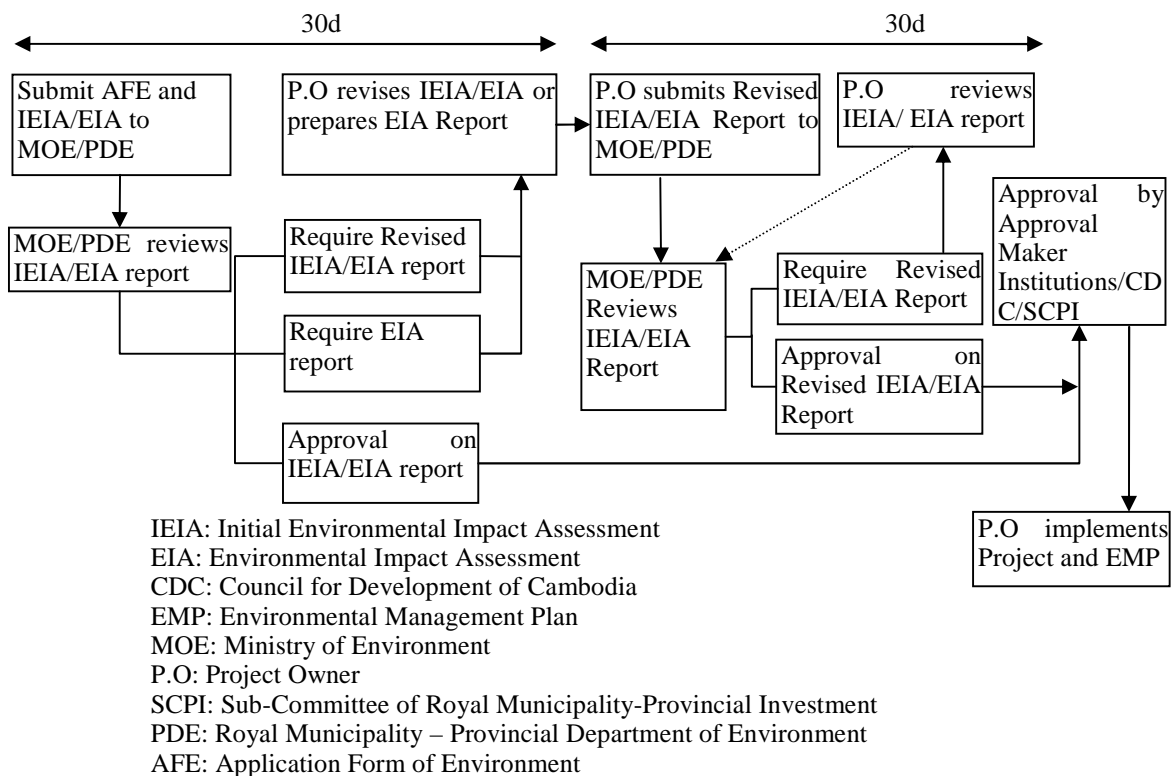 30d
30d
Submit AFE and
IEIA/EIA to
MOE/PDE
P.O revises IEIA/EIA or
prepares EIA Report
P.O submits Revised
IEIA/EIA Report to
MOE/PDE
P.O reviews
IEIA/ EIA report
MOE/PDE reviews
IEIA/EIA report
Require Revised
IEIA/EIA report
Require EIA
report
Approval on
IEIA/EIA report
MOE/PDE
Reviews
IEIA/EIA
Report
Require Revised
IEIA/EIA Report
Approval on
Revised IEIA/EIA
Report
Approval by
Approval
Maker
Institutions/CD
C/SCPI
P.O implements
Project and EMP
IEIA: Initial Environmental Impact Assessment
EIA: Environmental Impact Assessment
CDC: Council for Development of Cambodia
EMP: Environmental Management Plan
MOE: Ministry of Environment
P.O: Project Owner
SCPI: Sub-Committee of Royal Municipality-Provincial Investment
PDE: Royal Municipality – Provincial Department of Environment
AFE: Application Form of Environment